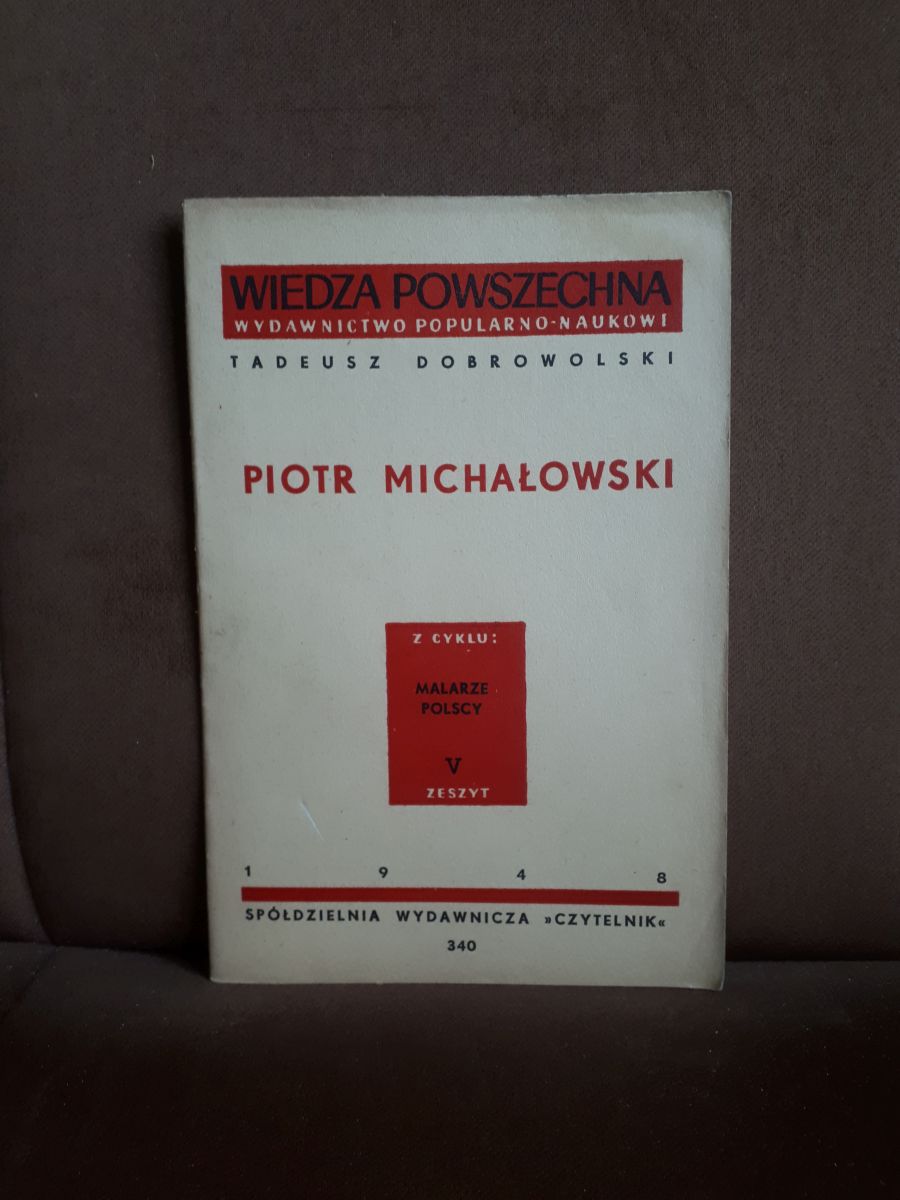 WIEDZA POWSZECHNA
WYDAWNICTWO POPULARNO-NAUKOWE
TADEUSZ DOBROWOLSKI
PIOTR MICHAŁOWSKI
Z CYKLU:
MALARZE
POLSCY
V
ZESZYT
1 9 4 8
SPÓŁDZIELNIA WYDAWNICZA »CZYTELNIK«
340